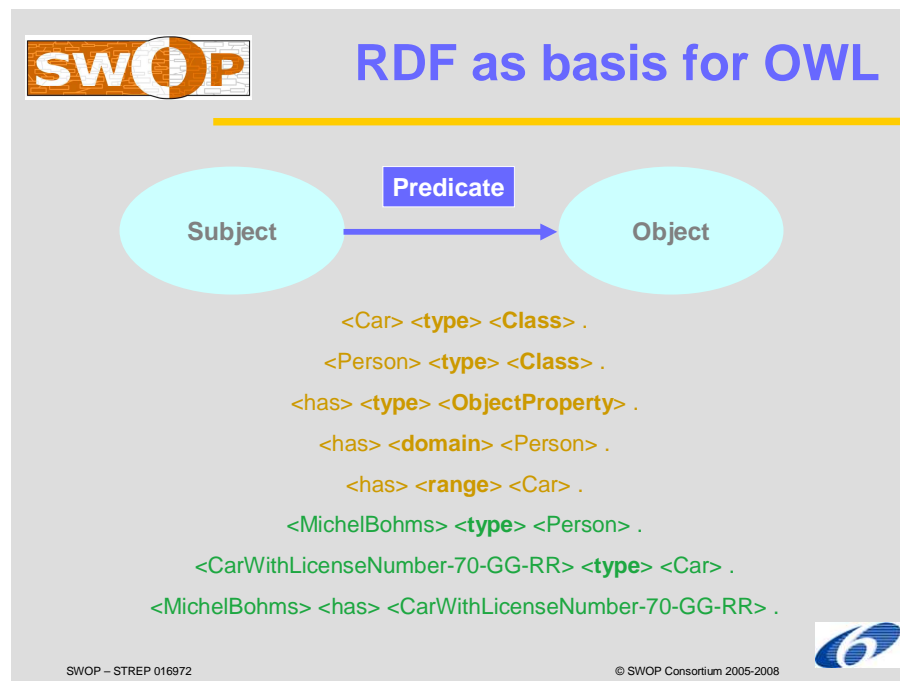 SWOP
RDF as basis for OWL
Predicate
Subject
Object
<Car> <type> <Class> .
<Person> <type> <Class> .
<has> <type> <ObjectProperty> .
<has> <domain> <Person> .
<has> <range> <Car> .
<MichelBohms> <type> <Person> .
<CarWithLicenseNumber-70-GG-RR> <type> <Car> .
<MichelBohms> <has> <CarWithLicenseNumber-70-GG-RR> .
6
SWOP – STREP 016972
© SWOP Consortium 2005-2008